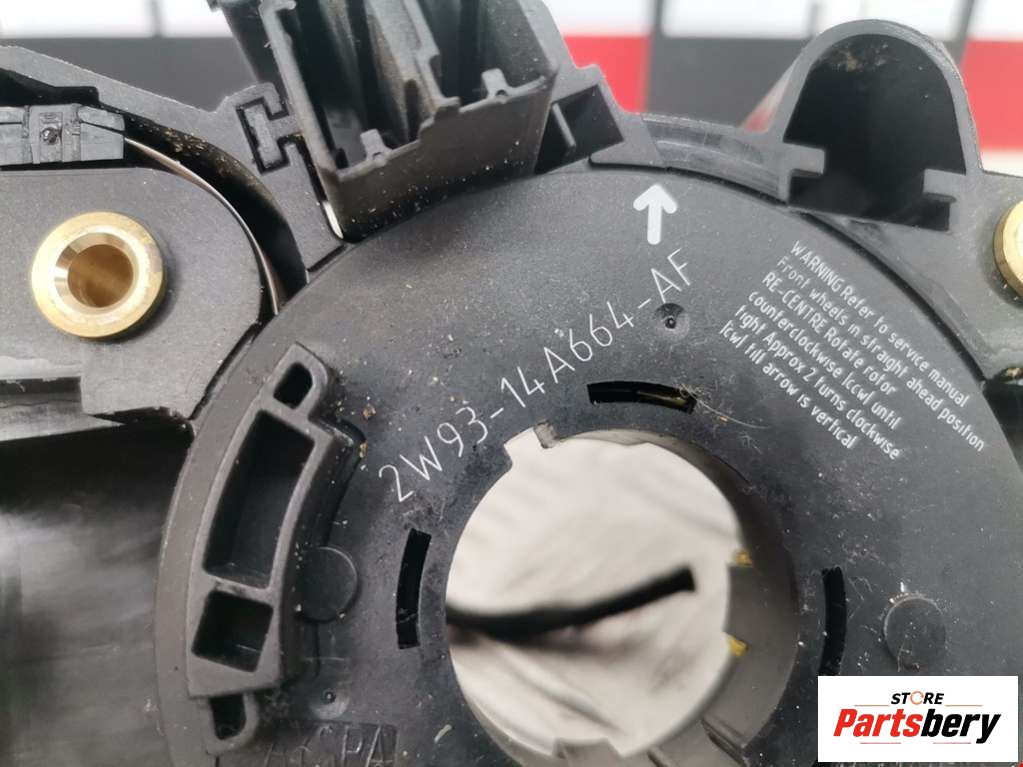 2W93-14A664-AF
WARNING Refer to service manual
Front wheels in straight ahead position
RE-CENTRE Rotate rotor
counterclockwise (ccw) until
tight Approx 2 turns clockwise
(cw) till arrow is vertical
STORE
Partsbery